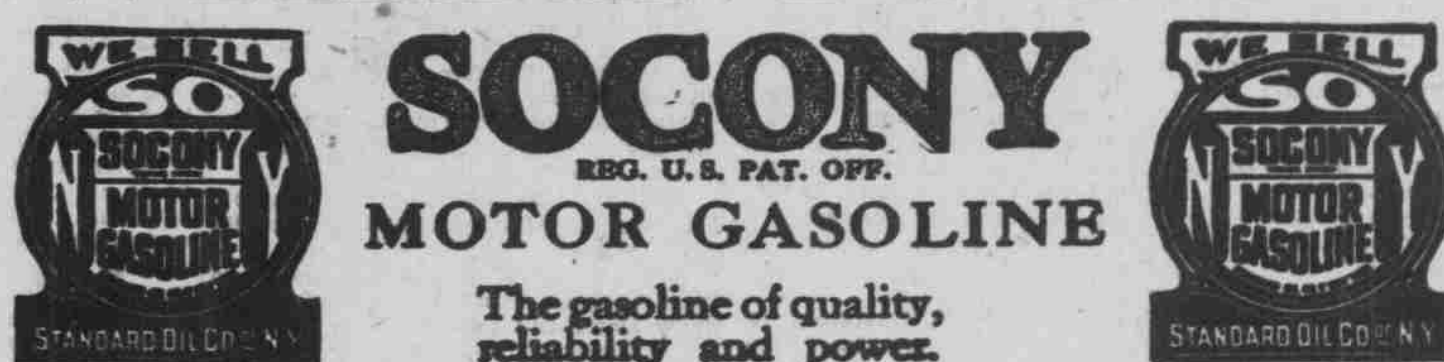 WE SELL
SO
SOCONY
N Y
MOTOR
GASOLINE
STANDARD OIL CO OF N.Y.
SOCONY
REG. U. S. PAT. OFF.
MOTOR GASOLINE
The gasoline of quality,
reliability and power.
WE SELL
SO
SOCONY
N Y
MOTOR
GASOLINE
STANDARD OIL CO OF N.Y.